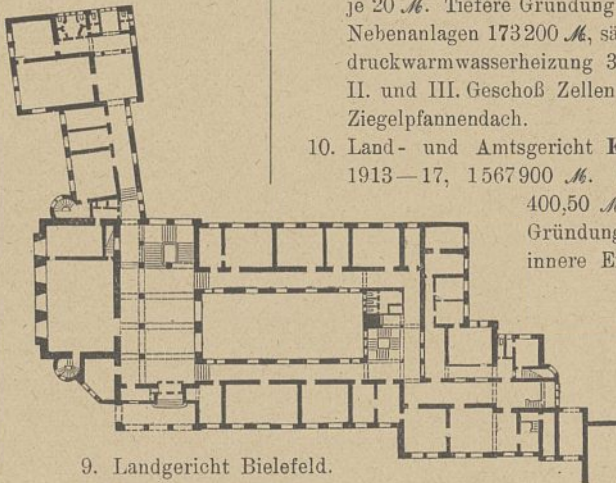 je 20 ℳ. Tiefere Gründung
Nebenanlagen 173200 ℳ, sä
druckwarmwasserheizung 3
II. und III. Geschoß Zellen
Ziegelpfannendach.
10. Land- und Amtsgericht K
1913—17, 1567900 ℳ.
400,50 ℳ
Gründung
innere E
9. Landgericht Bielefeld.